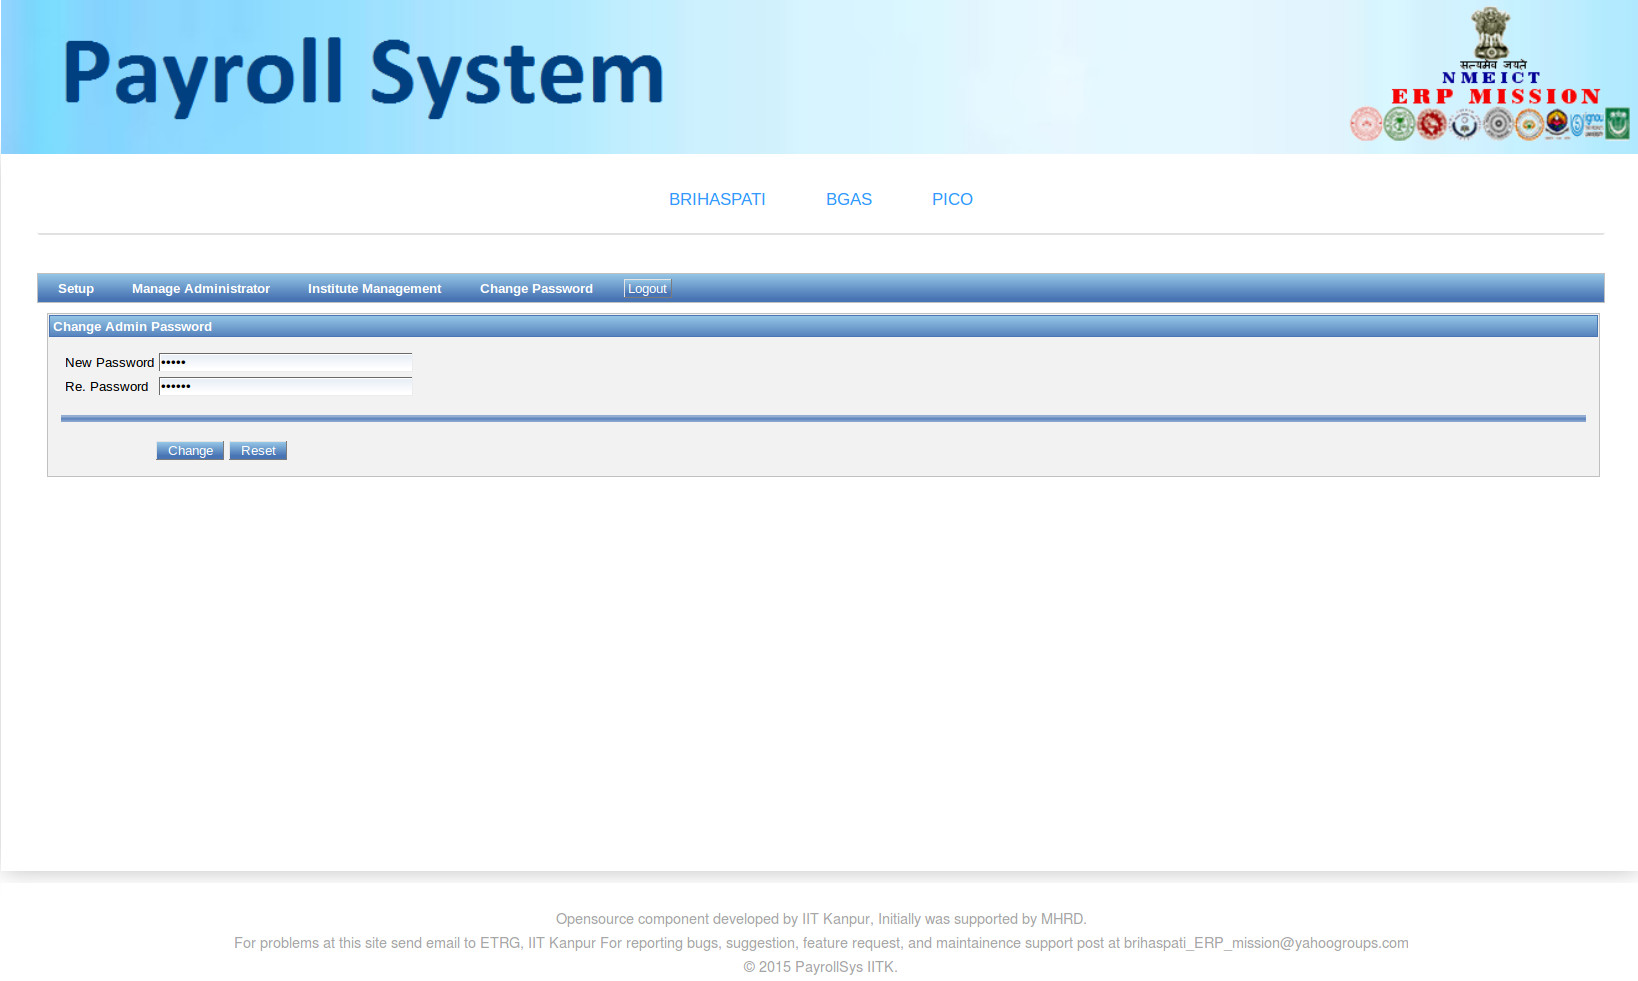 Payroll System
सत्यमेव जयते
NMEICT
ERP MISSION
ignou
BRIHASPATI BGAS PICO
Setup Manage Administrator Institute Management Change Password Logout
Change Admin Password
New Password •••••
Re. Password ••••••
Change Reset
Opensource component developed by IIT Kanpur, Initially was supported by MHRD.
For problems at this site send email to ETRG, IIT Kanpur For reporting bugs, suggestion, feature request, and maintainence support post at brihaspati_ERP_mission@yahoogroups.com
© 2015 PayrollSys IITK.